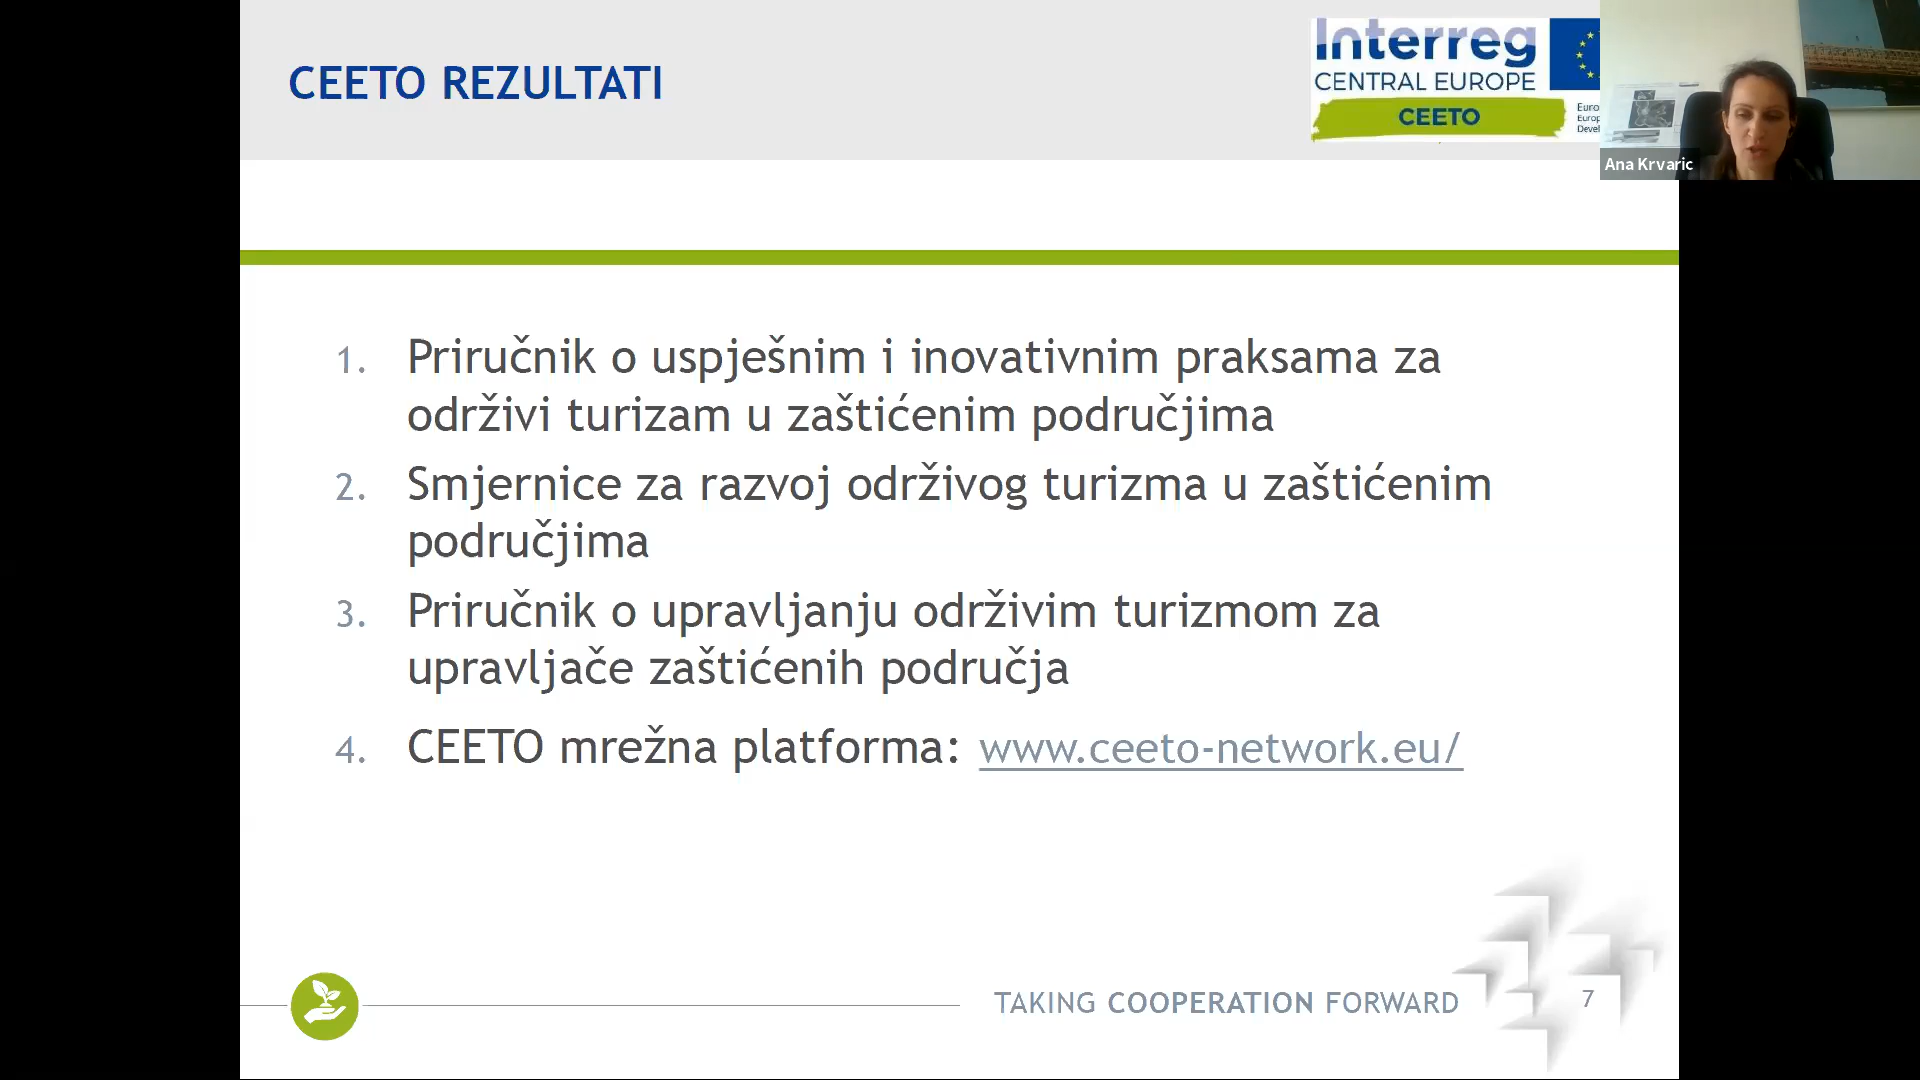 CEETO REZULTATI
Interreg
CENTRAL EUROPE
CEETO
Ana Krvaric
1. Priručnik o uspješnim i inovativnim praksama za
održivi turizam u zaštićenim područjima
2. Smjernice za razvoj održivog turizma u zaštićenim
područjima
3. Priručnik o upravljanju održivim turizmom za
upravljače zaštićenih područja
4. CEETO mrežna platforma: www.ceeto-network.eu/
TAKING COOPERATION FORWARD
7